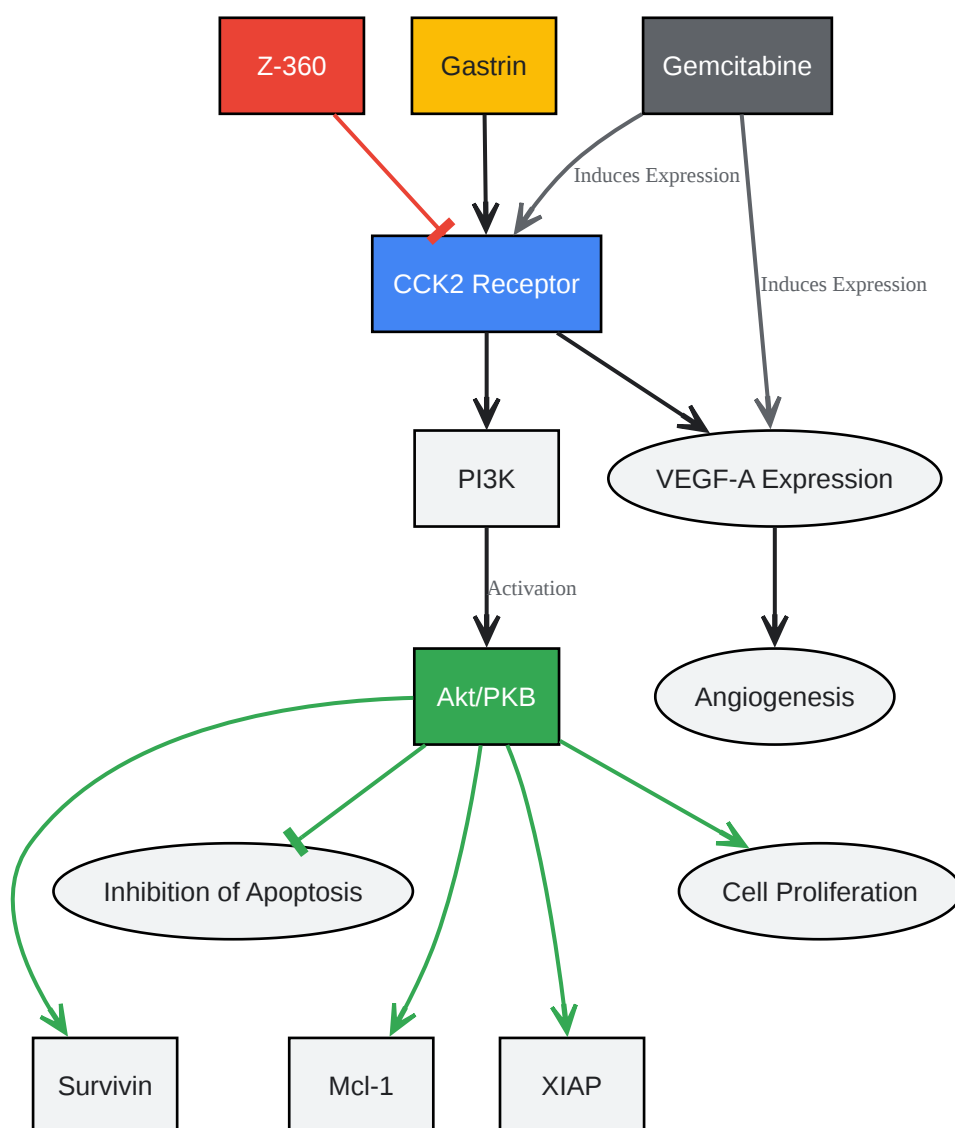 Z-360
Gastrin
Gemcitabine
Induces Expression
CCK2 Receptor
Induces Expression
PI3K
VEGF-A Expression
Activation
Akt/PKB
Angiogenesis
Inhibition of Apoptosis
Cell Proliferation
Survivin
Mcl-1
XIAP